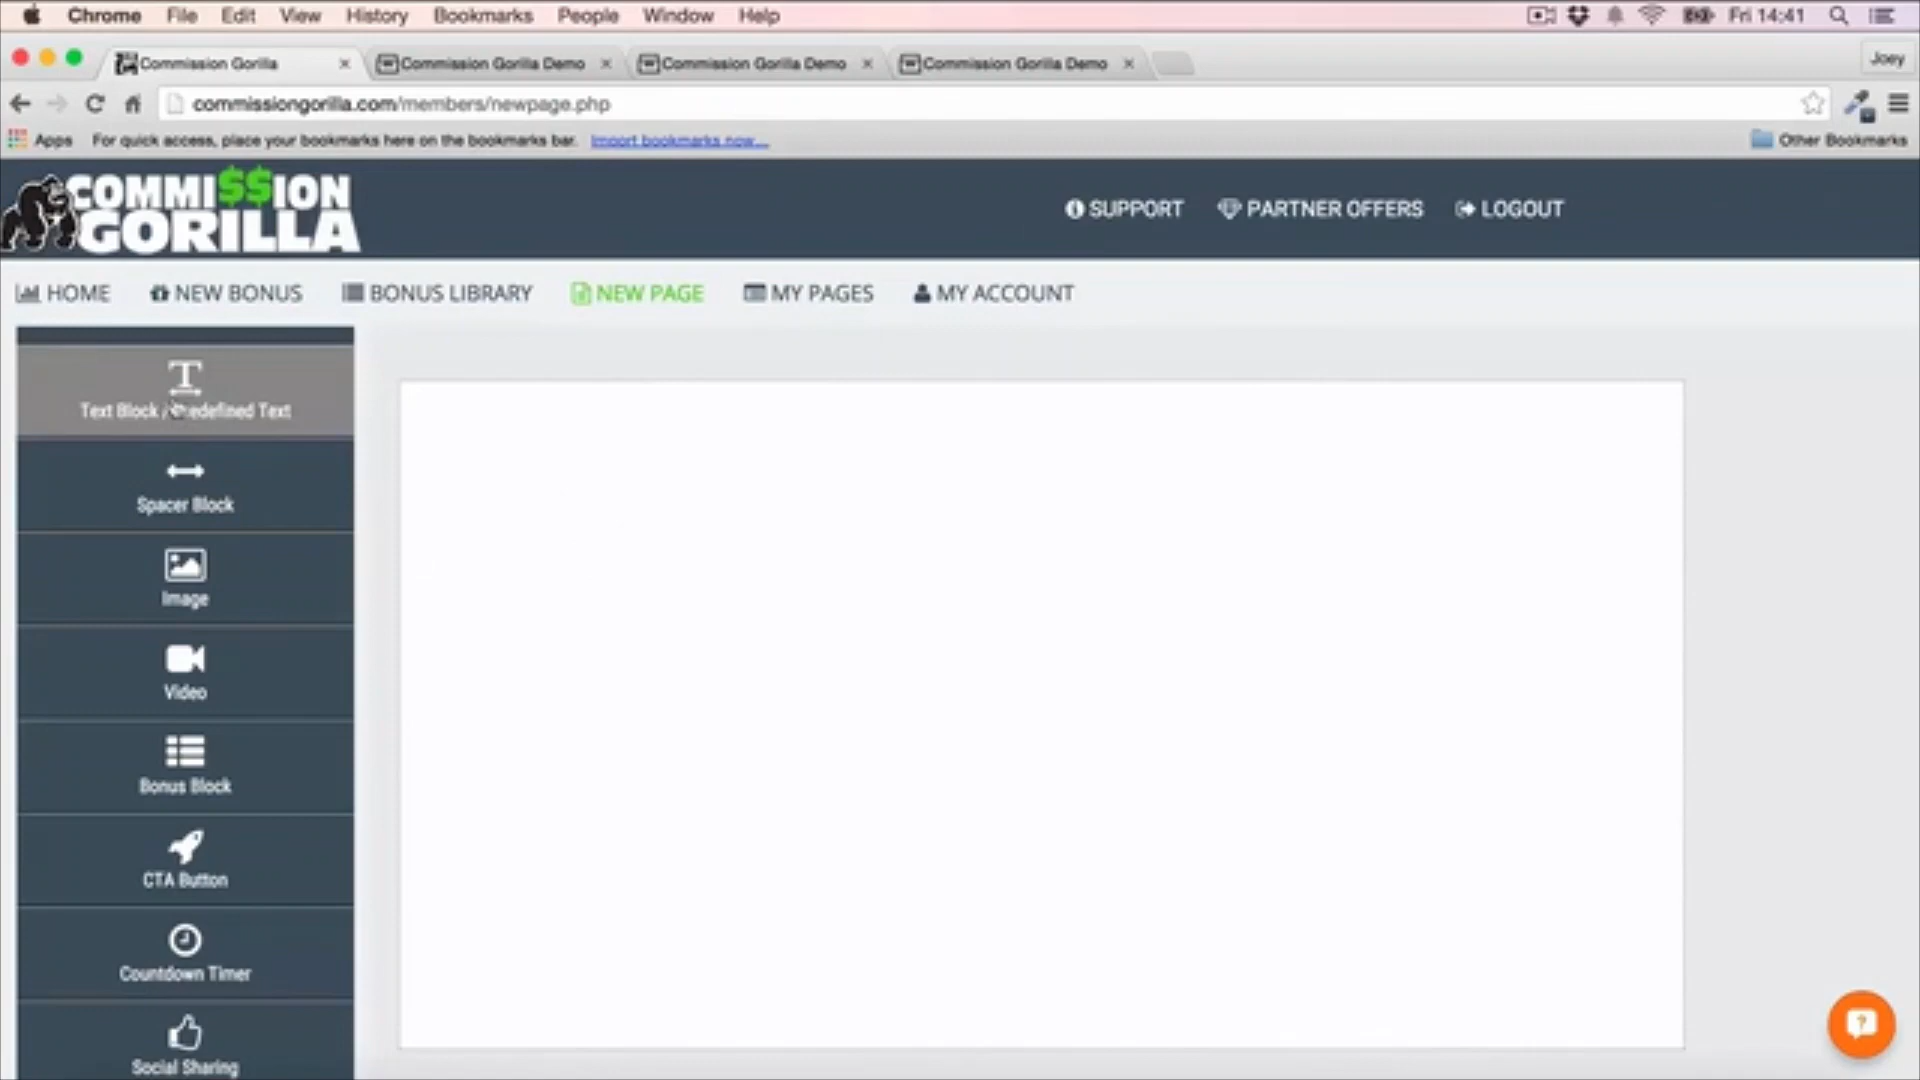 Chrome File Edit View History Bookmarks People Window Help Fri 14:41
Commission Gorilla Commission Gorilla Demo Commission Gorilla Demo Commission Gorilla Demo Joey
commissiongorilla.com/members/newpage.php
Apps For quick access, place your bookmarks here on the bookmarks bar. Import bookmarks now... Other Bookmarks
COMMI$$ION
GORILLA
SUPPORT PARTNER OFFERS LOGOUT
HOME NEW BONUS BONUS LIBRARY NEW PAGE MY PAGES MY ACCOUNT
Text Block / Predefined Text
Spacer Block
Image
Video
Bonus Block
CTA Button
Countdown Timer
Social Sharing